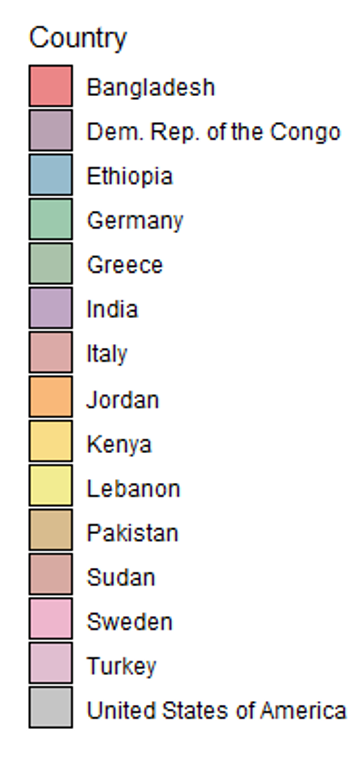 Country
Bangladesh
Dem. Rep. of the Congo
Ethiopia
Germany
Greece
India
Italy
Jordan
Kenya
Lebanon
Pakistan
Sudan
Sweden
Turkey
United States of America